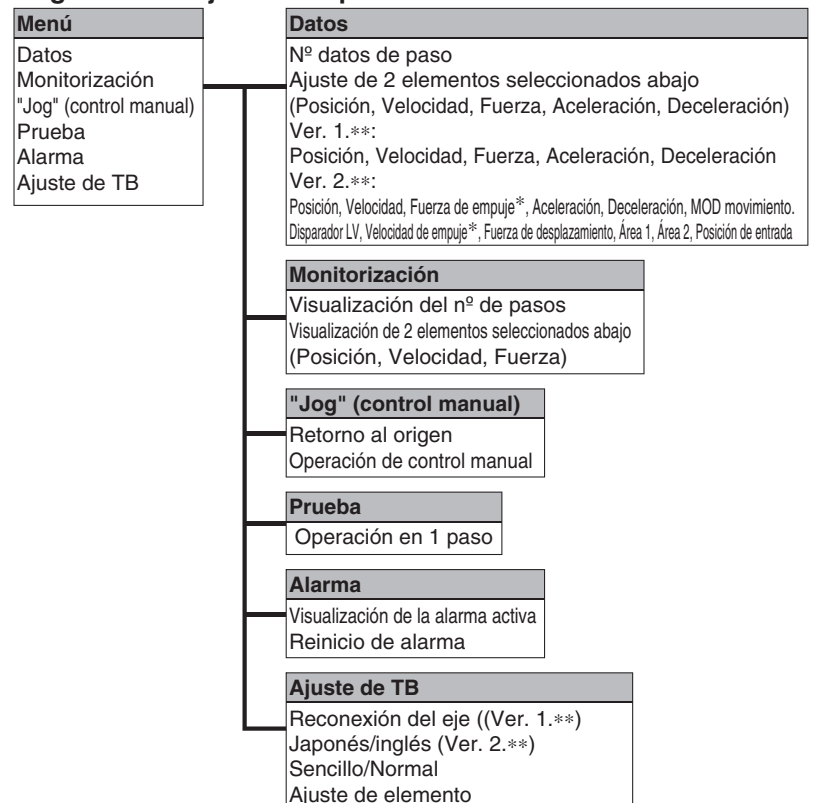 Menú
Datos
Monitorización
"Jog" (control manual)
Prueba
Alarma
Ajuste de TB
Datos
Nº datos de paso
Ajuste de 2 elementos seleccionados abajo
(Posición, Velocidad, Fuerza, Aceleración, Deceleración)
Ver. 1.**:
Posición, Velocidad, Fuerza, Aceleración, Deceleración
Ver. 2.**:
Posición, Velocidad, Fuerza de empuje*, Aceleración, Deceleración, MOD movimiento.
Disparador LV, Velocidad de empuje*, Fuerza de desplazamiento, Área 1, Área 2, Posición de entrada
Monitorización
Visualización del nº de pasos
Visualización de 2 elementos seleccionados abajo
(Posición, Velocidad, Fuerza)
"Jog" (control manual)
Retorno al origen
Operación de control manual
Prueba
Operación en 1 paso
Alarma
Visualización de la alarma activa
Reinicio de alarma
Ajuste de TB
Reconexión del eje ((Ver. 1.**)
Japonés/inglés (Ver. 2.**)
Sencillo/Normal
Ajuste de elemento